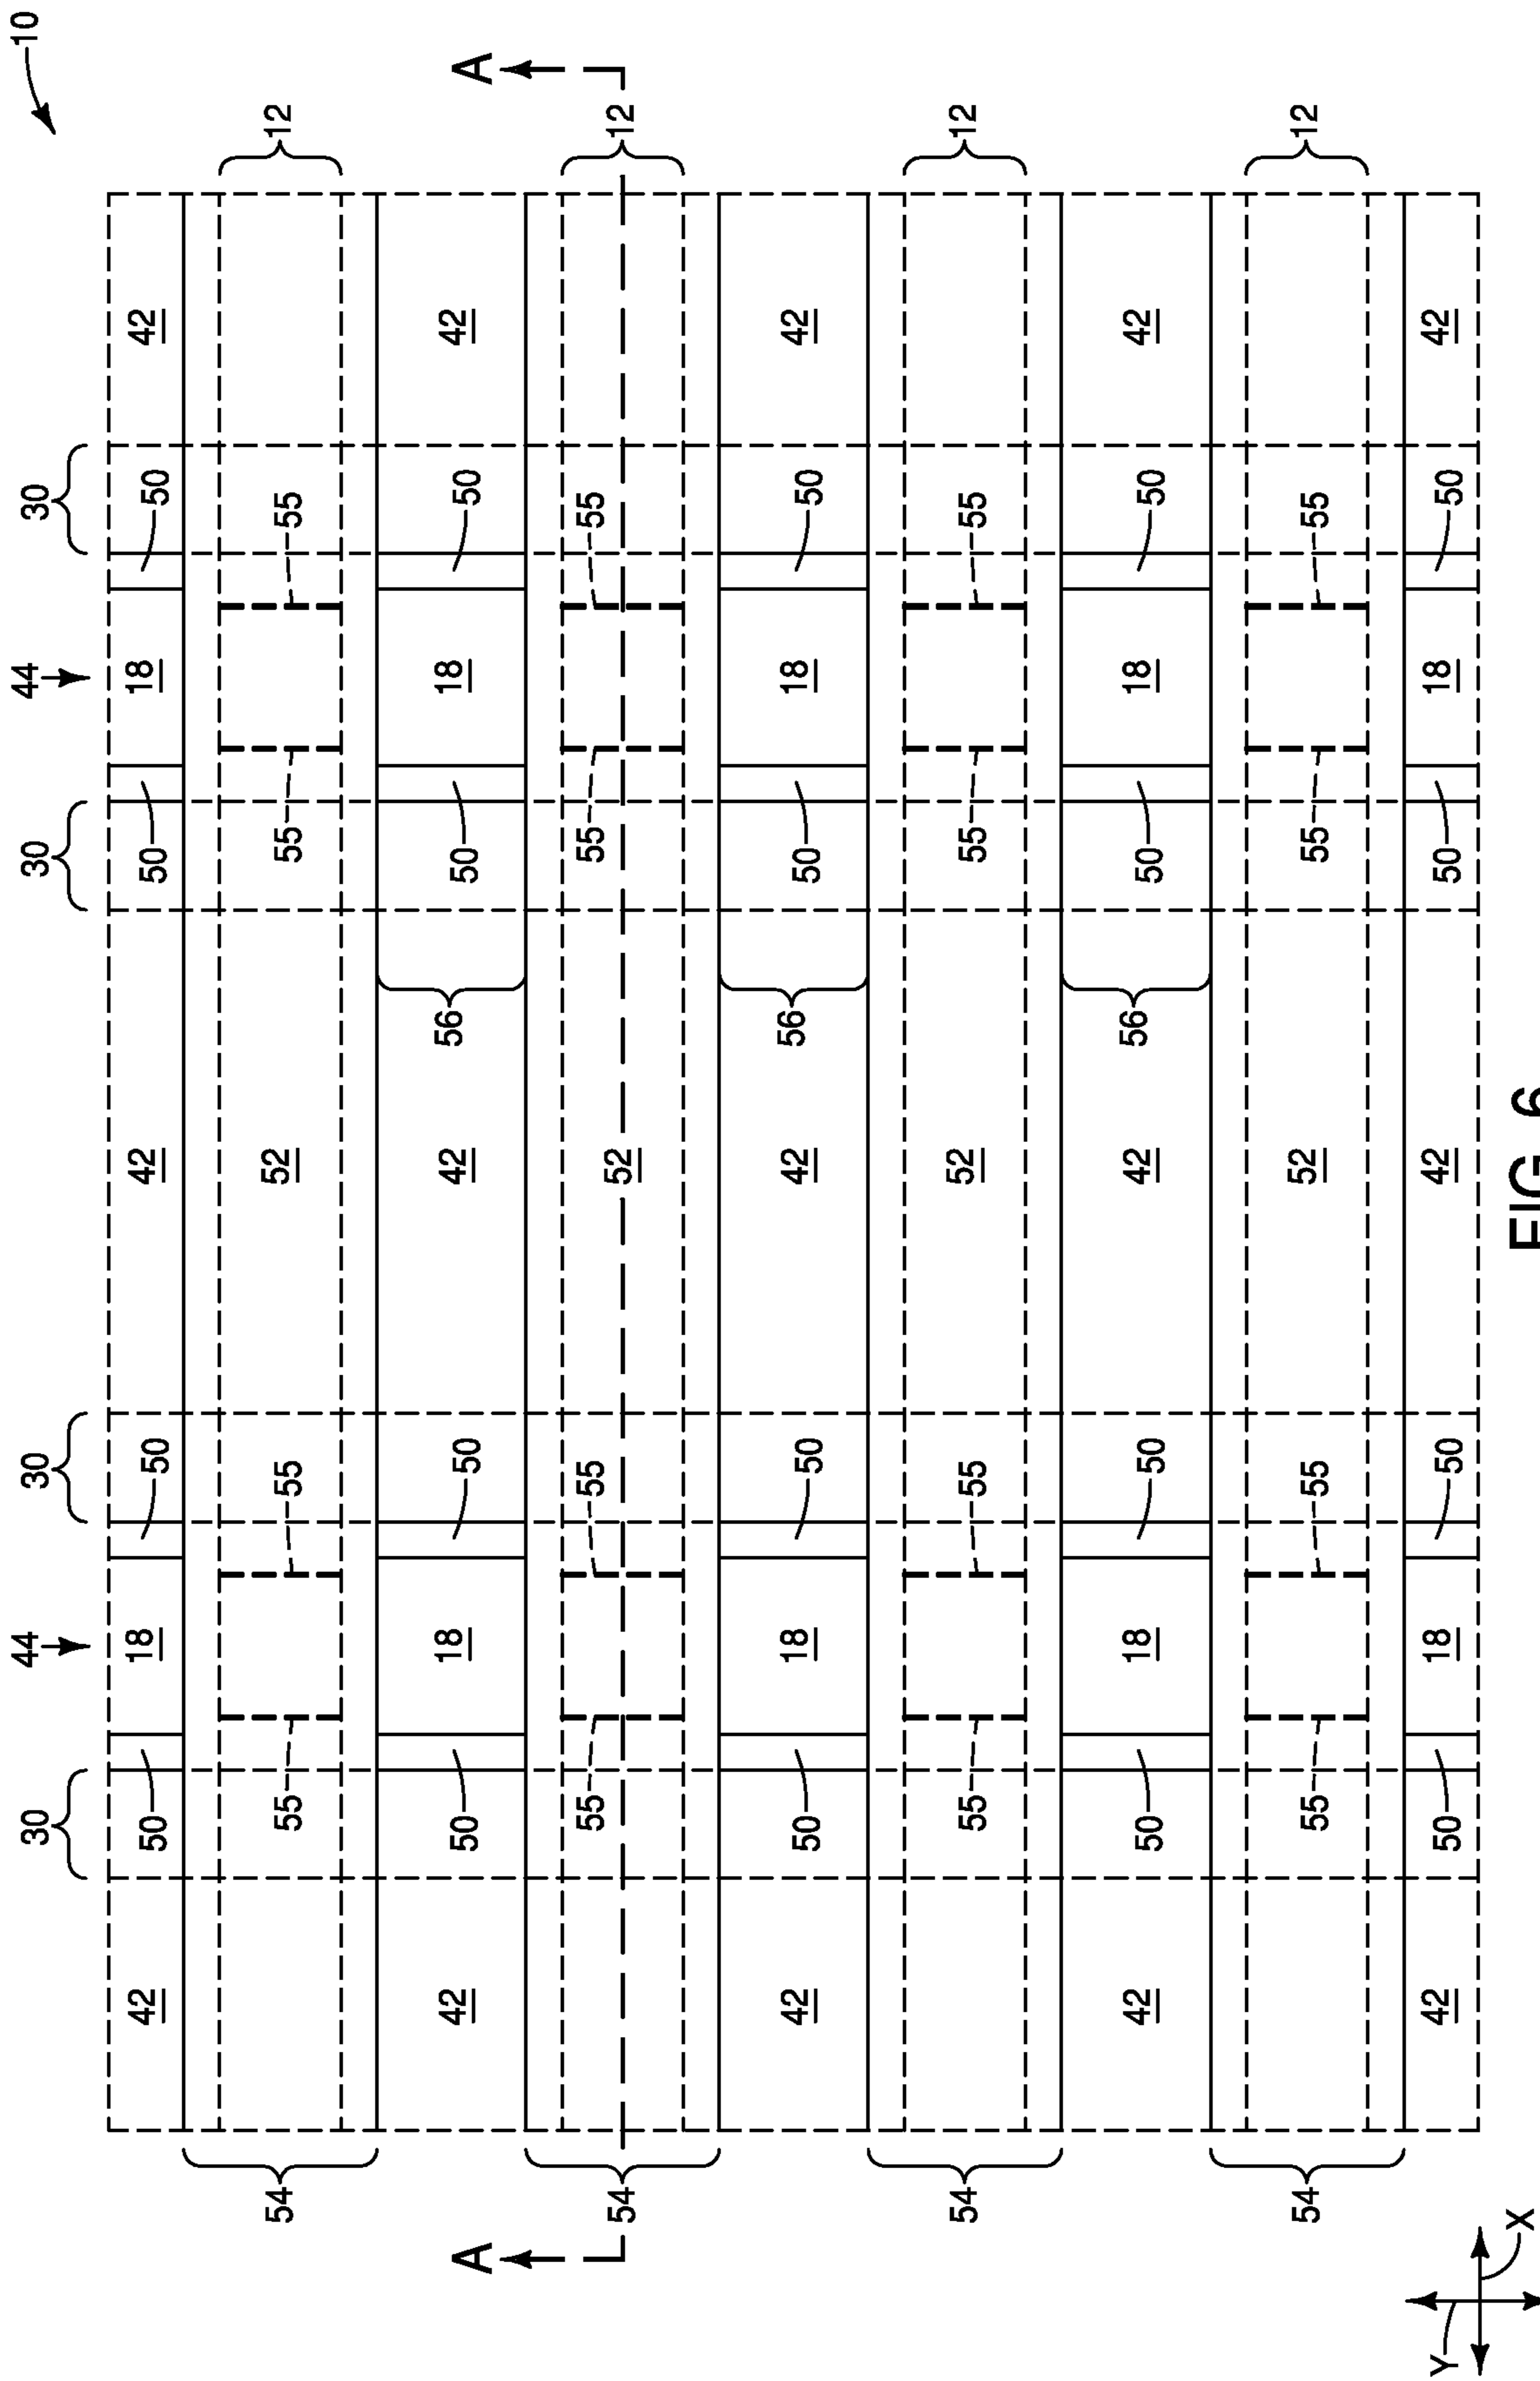 30 44 30 30 44 30 10
42 50 18 50 42 50 18 50 42
54 55 55 52 55 55 12
A 42 50 18 50 42 56 50 18 50 42 A
54 55 55 52 55 55 12
42 50 18 50 42 56 50 18 50 42
54 55 55 52 55 55 12
42 50 18 50 42 56 50 18 50 42
54 55 55 52 55 55 12
Y 42 50 18 50 42 50 18 50 42
X
FIG. 6